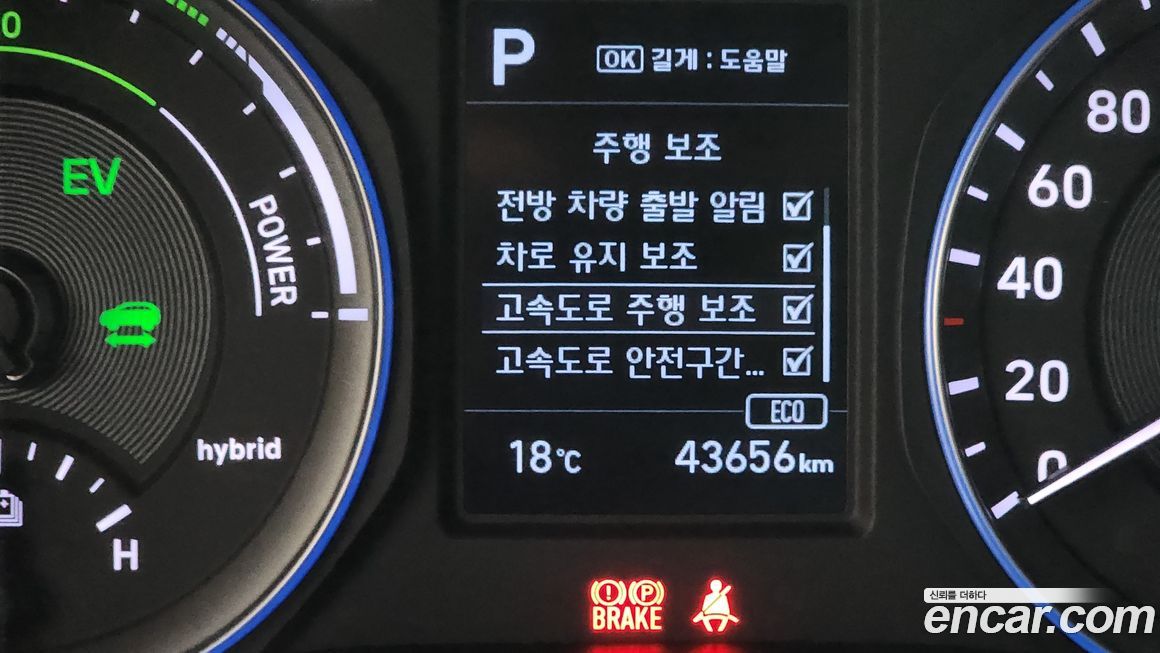 0
P
OK 길게 : 도움말
주행 보조
전방 차량 출발 알림
차로 유지 보조
고속도로 주행 보조
고속도로 안전구간...
ECO
18℃ 43656km
EV
POWER
hybrid
H
80
60
40
20
0
(!) (P)
BRAKE
신뢰를 더하다
encar.com